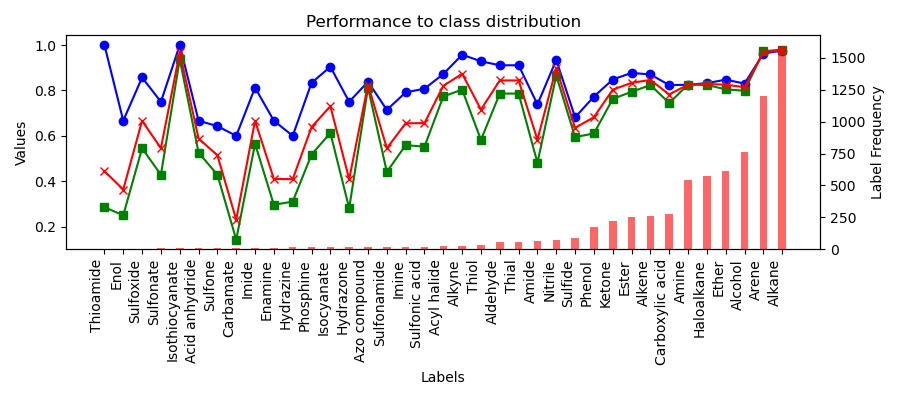 Performance to class distribution
Values
1.0
0.8
0.6
0.4
0.2
1500
1250
1000
750
500
250
0
Label Frequency
Thioamide
Enol
Sulfoxide
Sulfonate
Isothiocyanate
Acid anhydride
Sulfone
Carbamate
Imide
Enamine
Hydrazine
Phosphine
Isocyanate
Hydrazone
Azo compound
Sulfonamide
Imine
Sulfonic acid
Acyl halide
Alkyne
Thiol
Aldehyde
Thial
Amide
Nitrile
Sulfide
Phenol
Ketone
Ester
Alkene
Carboxylic acid
Amine
Haloalkane
Ether
Alcohol
Arene
Alkane
Labels